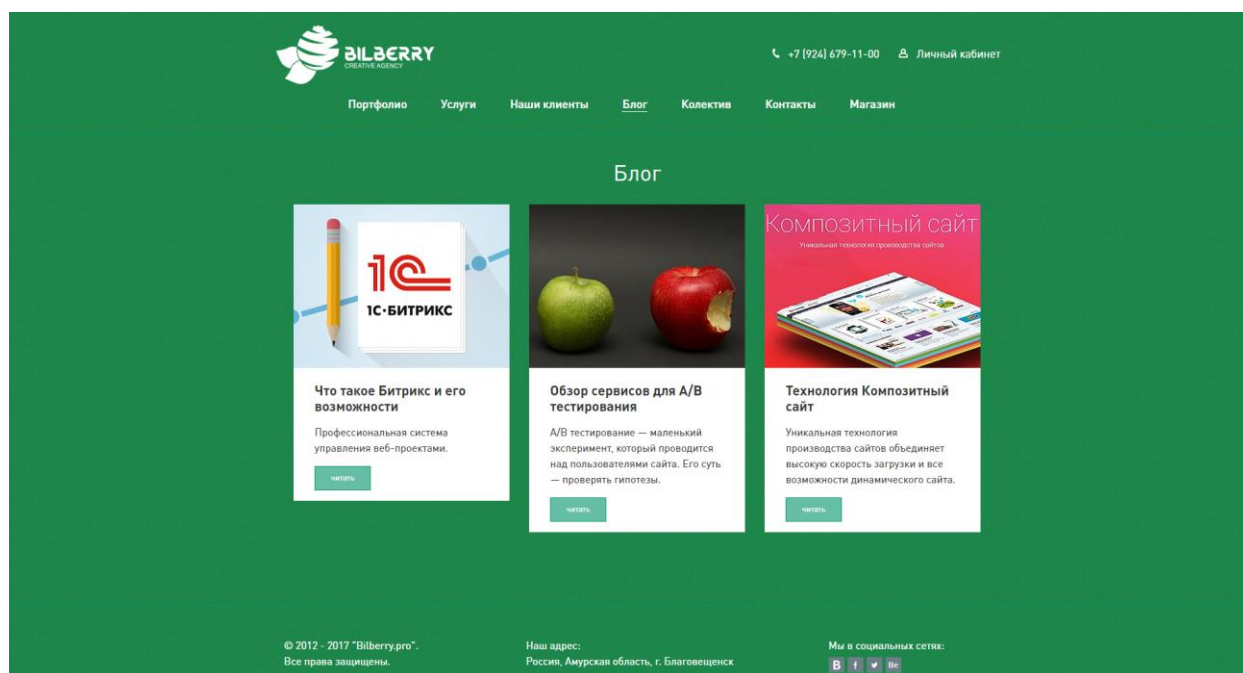 BILBERRY
CREATIVE AGENCY
+7 (924) 679-11-00
Личный кабинет
Портфолио
Услуги
Наши клиенты
Блог
Колектив
Контакты
Магазин
Блог
1С
1С·БИТРИКС
Что такое Битрикс и его
возможности
Профессиональная система
управления веб-проектами.
читать
Обзор сервисов для А/В
тестирования
А/В тестирование — маленький
эксперимент, который проводится
над пользователями сайта. Его суть
— проверять гипотезы.
читать
Композитный сайт
Уникальная технология производства сайтов
Технология Композитный
сайт
Уникальная технология
производства сайтов объединяет
высокую скорость загрузки и все
возможности динамического сайта.
читать
© 2012 - 2017 "Bilberry.pro".
Все права защищены.
Наш адрес:
Россия, Амурская область, г. Благовещенск
Мы в социальных сетях:
В f Be